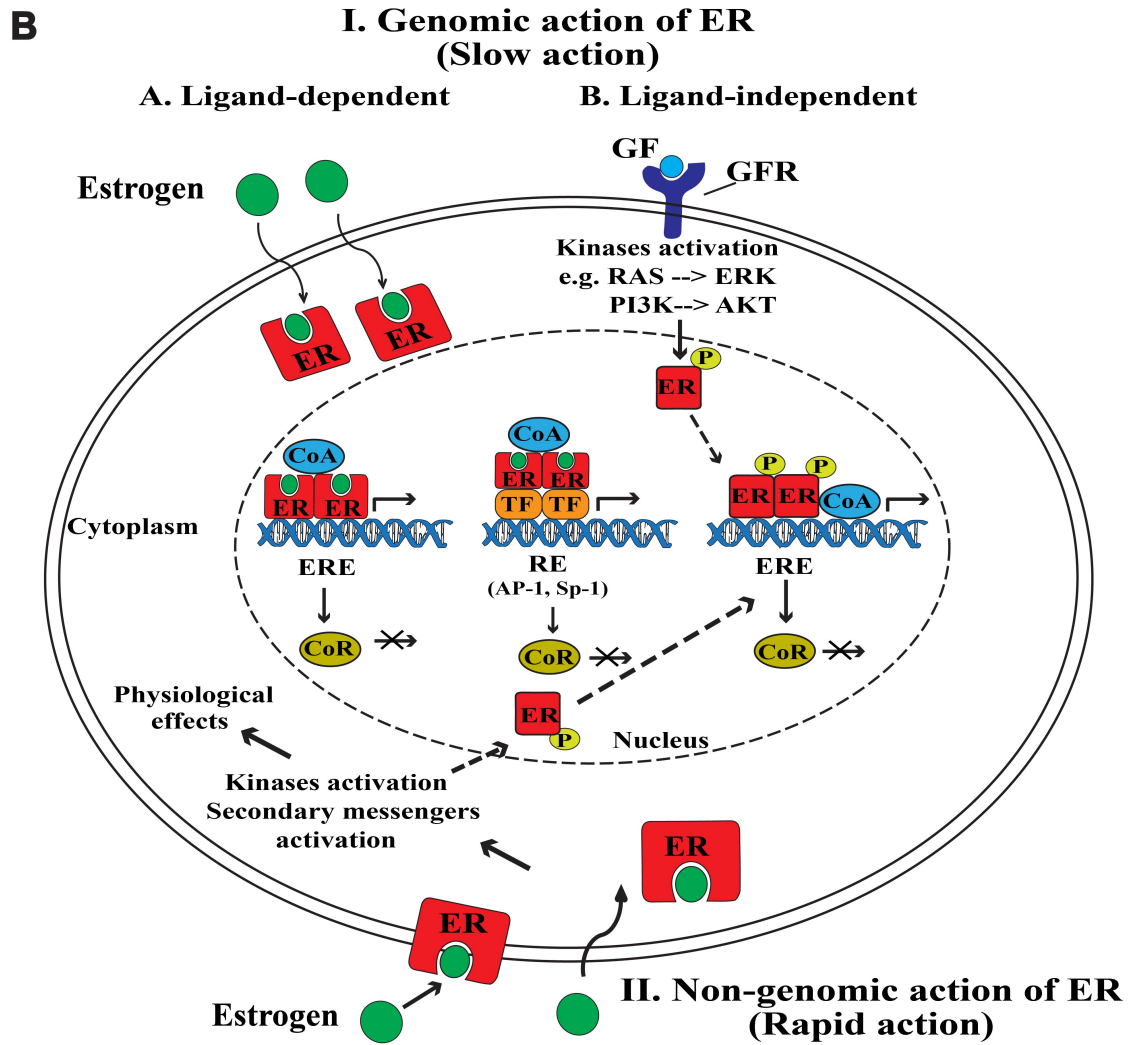 B
I. Genomic action of ER
(Slow action)
A. Ligand-dependent
B. Ligand-independent
GF
GFR
Estrogen
Kinases activation
e.g. RAS --> ERK
PI3K--> AKT
ER
ER
P
ER
CoA
ER ER
CoA
ER ER
TF TF
P P
ER ER CoA
Cytoplasm
ERE
RE
(AP-1, Sp-1)
ERE
CoR
CoR
CoR
Physiological
effects
ER
P
Nucleus
Kinases activation
Secondary messengers
activation
ER
ER
Estrogen
II. Non-genomic action of ER
(Rapid action)